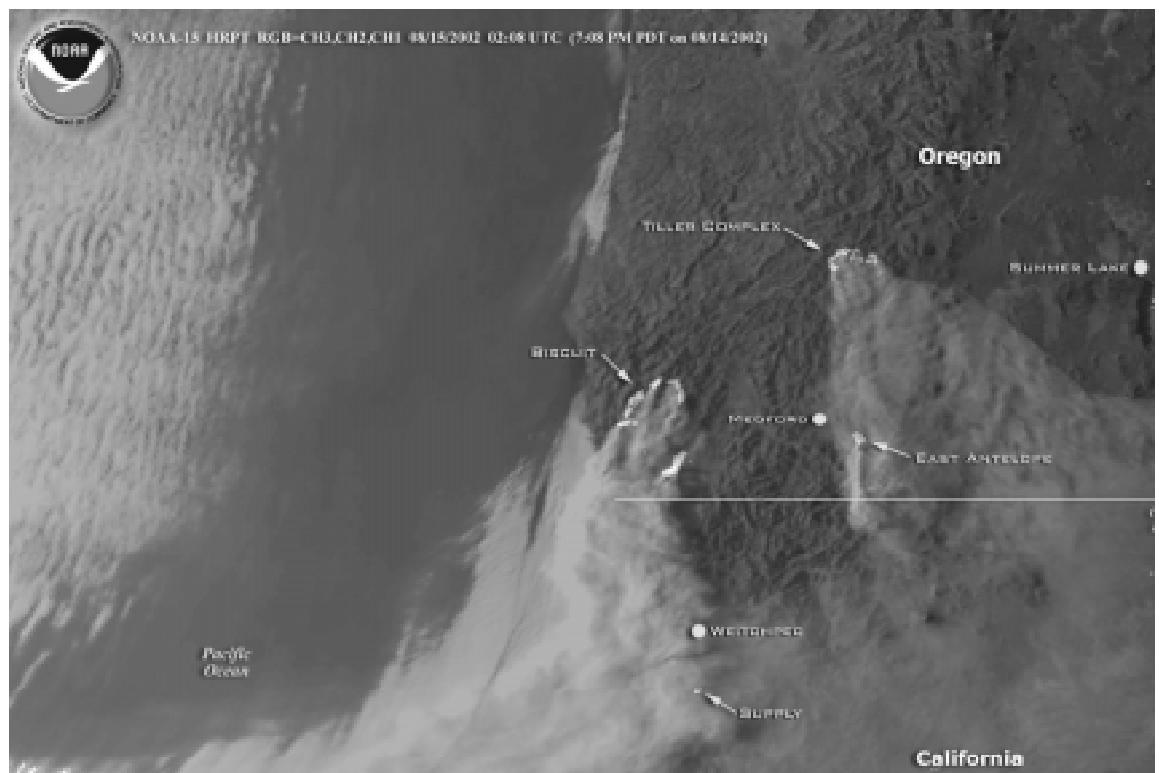 NOAA
NOAA-15 HRPT RGB=CH3,CH2,CH1 08/15/2002 02:08 UTC (7:08 PM PDT on 08/14/2002)
Oregon
Tiller Complex
Summer Lake
Biscuit
Medford
East Antelope
Weitchpec
Pacific
Ocean
Supply
California